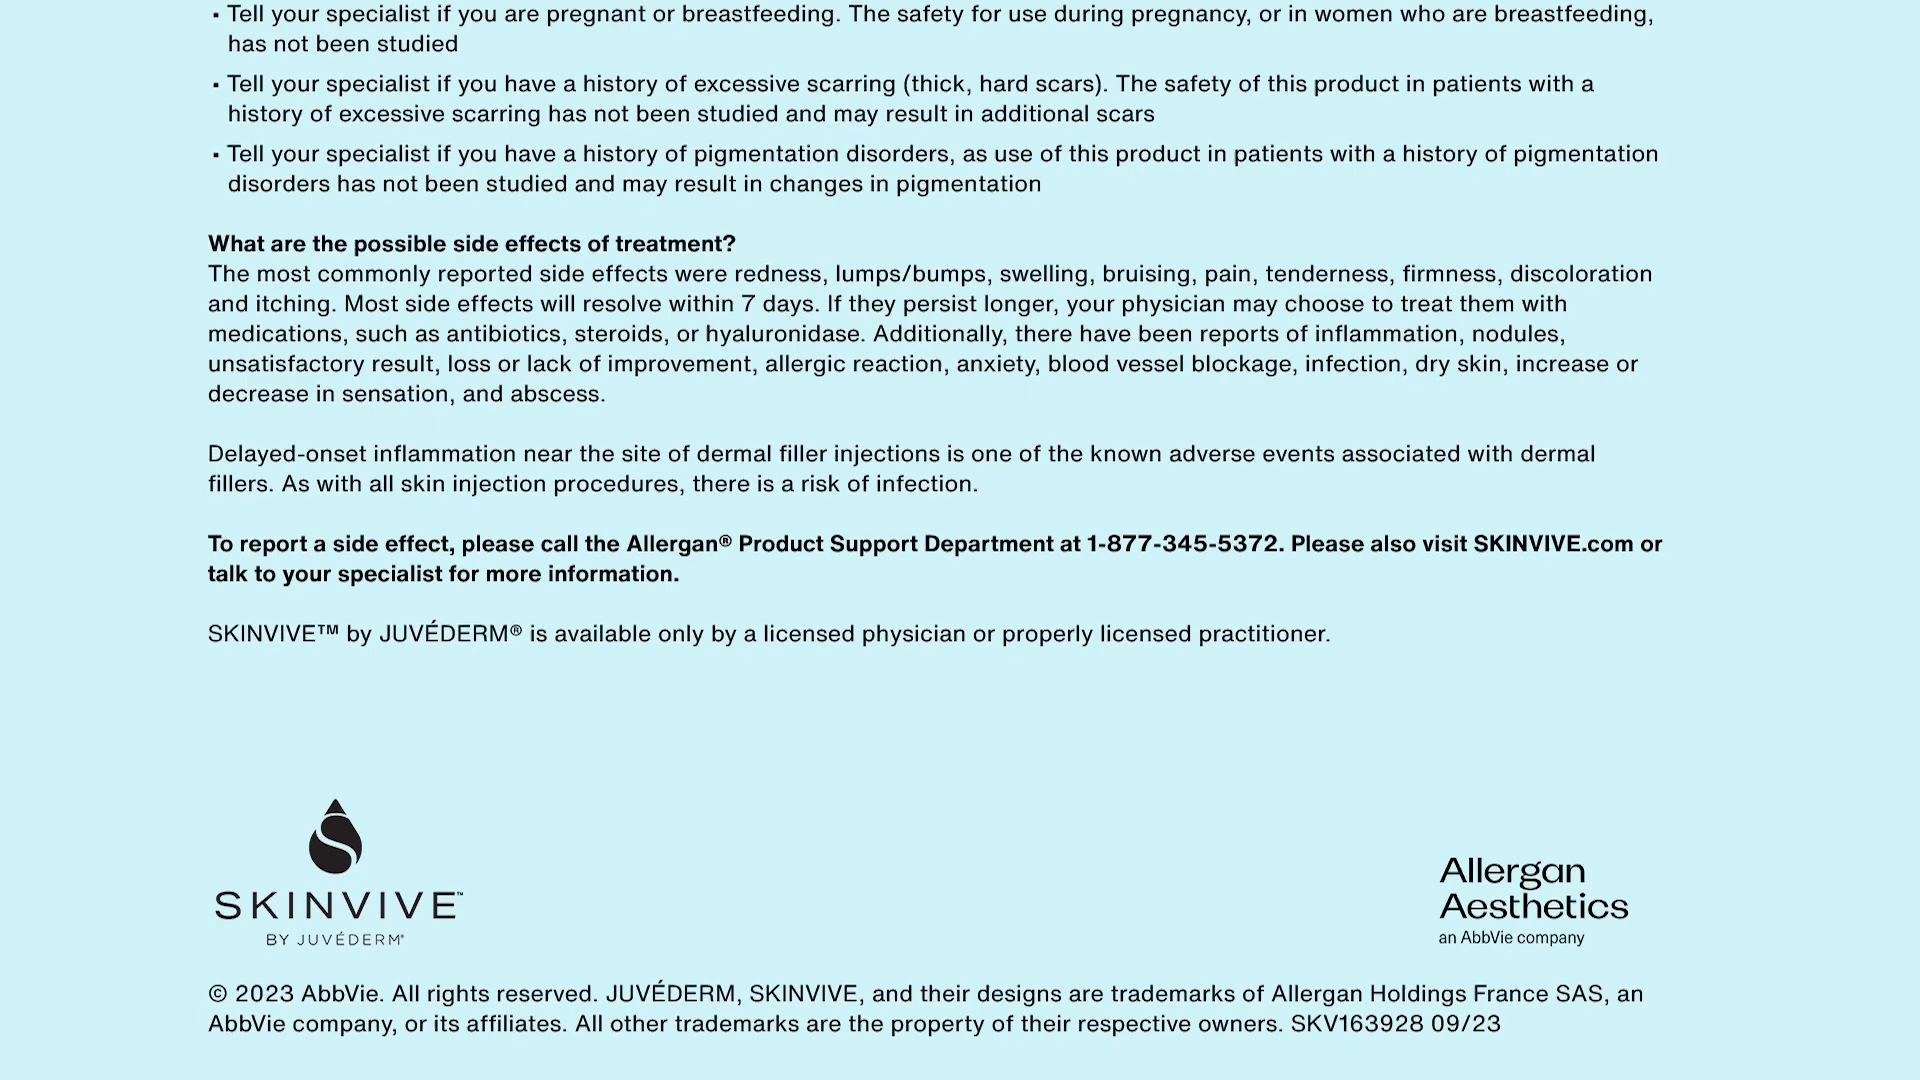 ▪ Tell your specialist if you are pregnant or breastfeeding. The safety for use during pregnancy, or in women who are breastfeeding,
has not been studied
▪ Tell your specialist if you have a history of excessive scarring (thick, hard scars). The safety of this product in patients with a
history of excessive scarring has not been studied and may result in additional scars
▪ Tell your specialist if you have a history of pigmentation disorders, as use of this product in patients with a history of pigmentation
disorders has not been studied and may result in changes in pigmentation
What are the possible side effects of treatment?
The most commonly reported side effects were redness, lumps/bumps, swelling, bruising, pain, tenderness, firmness, discoloration
and itching. Most side effects will resolve within 7 days. If they persist longer, your physician may choose to treat them with
medications, such as antibiotics, steroids, or hyaluronidase. Additionally, there have been reports of inflammation, nodules,
unsatisfactory result, loss or lack of improvement, allergic reaction, anxiety, blood vessel blockage, infection, dry skin, increase or
decrease in sensation, and abscess.
Delayed-onset inflammation near the site of dermal filler injections is one of the known adverse events associated with dermal
fillers. As with all skin injection procedures, there is a risk of infection.
To report a side effect, please call the Allergan® Product Support Department at 1-877-345-5372. Please also visit SKINVIVE.com or
talk to your specialist for more information.
SKINVIVE™ by JUVÉDERM® is available only by a licensed physician or properly licensed practitioner.
SKINVIVE™
BY JUVÉDERM®
Allergan
Aesthetics
an AbbVie company
© 2023 AbbVie. All rights reserved. JUVÉDERM, SKINVIVE, and their designs are trademarks of Allergan Holdings France SAS, an
AbbVie company, or its affiliates. All other trademarks are the property of their respective owners. SKV163928 09/23